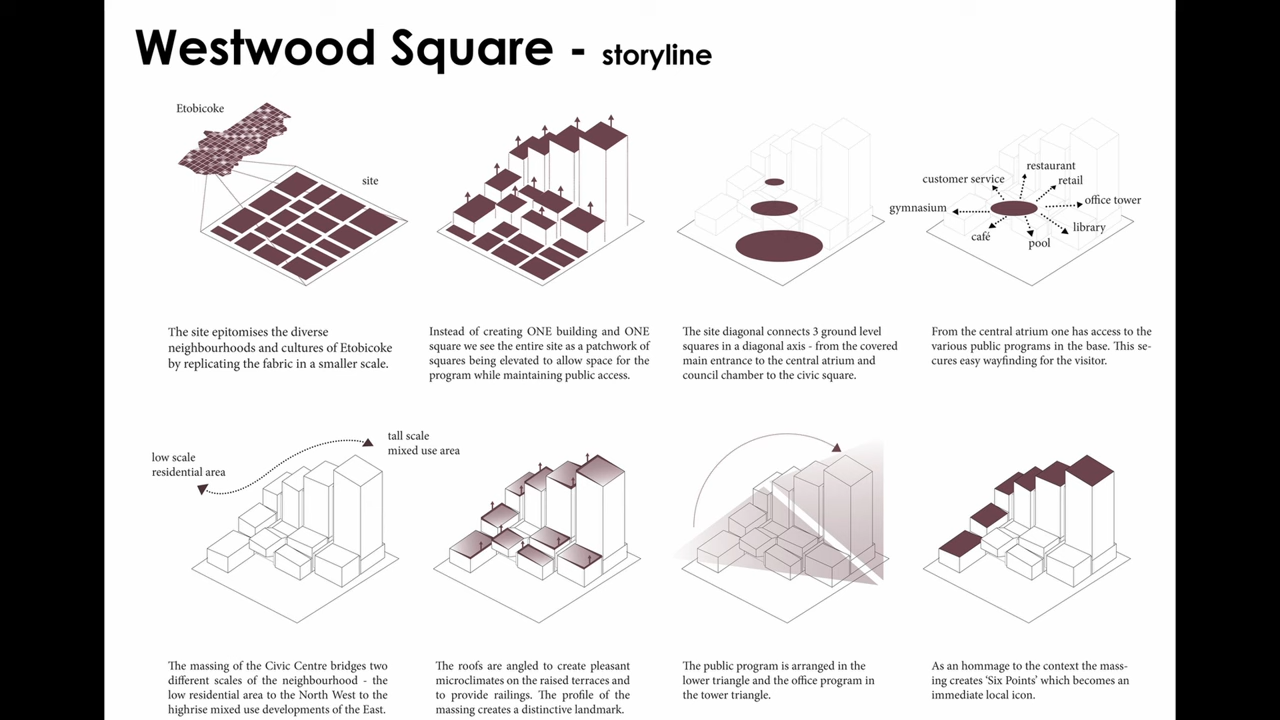 Westwood Square - storyline
Etobicoke
site
restaurant
customer service
retail
office tower
gymnasium
library
café
pool
The site epitomises the diverse
neighbourhoods and cultures of Etobicoke
by replicating the fabric in a smaller scale.
Instead of creating ONE building and ONE
square we see the entire site as a patchwork of
squares being elevated to allow space for the
program while maintaining public access.
The site diagonal connects 3 ground level
squares in a diagonal axis - from the covered
main entrance to the central atrium and
council chamber to the civic square.
From the central atrium one has access to the
various public programs in the base. This se-
cures easy wayfinding for the visitor.
low scale
residential area
tall scale
mixed use area
The massing of the Civic Centre bridges two
different scales of the neighbourhood - the
low residential area to the North West to the
highrise mixed use developments of the East.
The roofs are angled to create pleasant
microclimates on the raised terraces and
to provide railings. The profile of the
massing creates a distinctive landmark.
The public program is arranged in the
lower triangle and the office program in
the tower triangle.
As an hommage to the context the mass-
ing creates ‘Six Points’ which becomes an
immediate local icon.